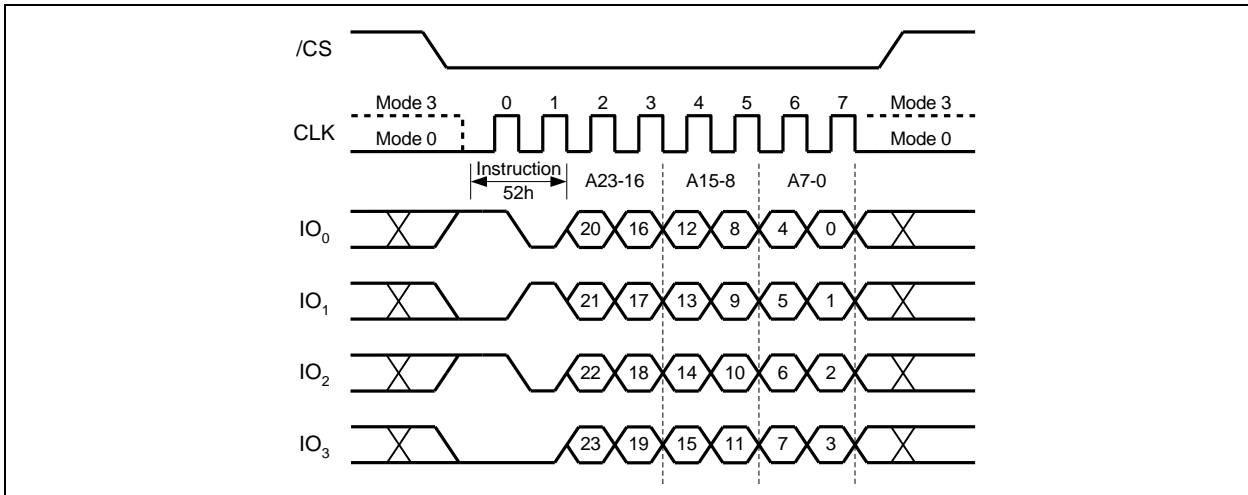 /CS
Mode 3 0 1 2 3 4 5 6 7 Mode 3
CLK
Mode 0 Mode 0
Instruction
52h
A23-16 A15-8 A7-0
IO0 20 16 12 8 4 0
IO1 21 17 13 9 5 1
IO2 22 18 14 10 6 2
IO3 23 19 15 11 7 3